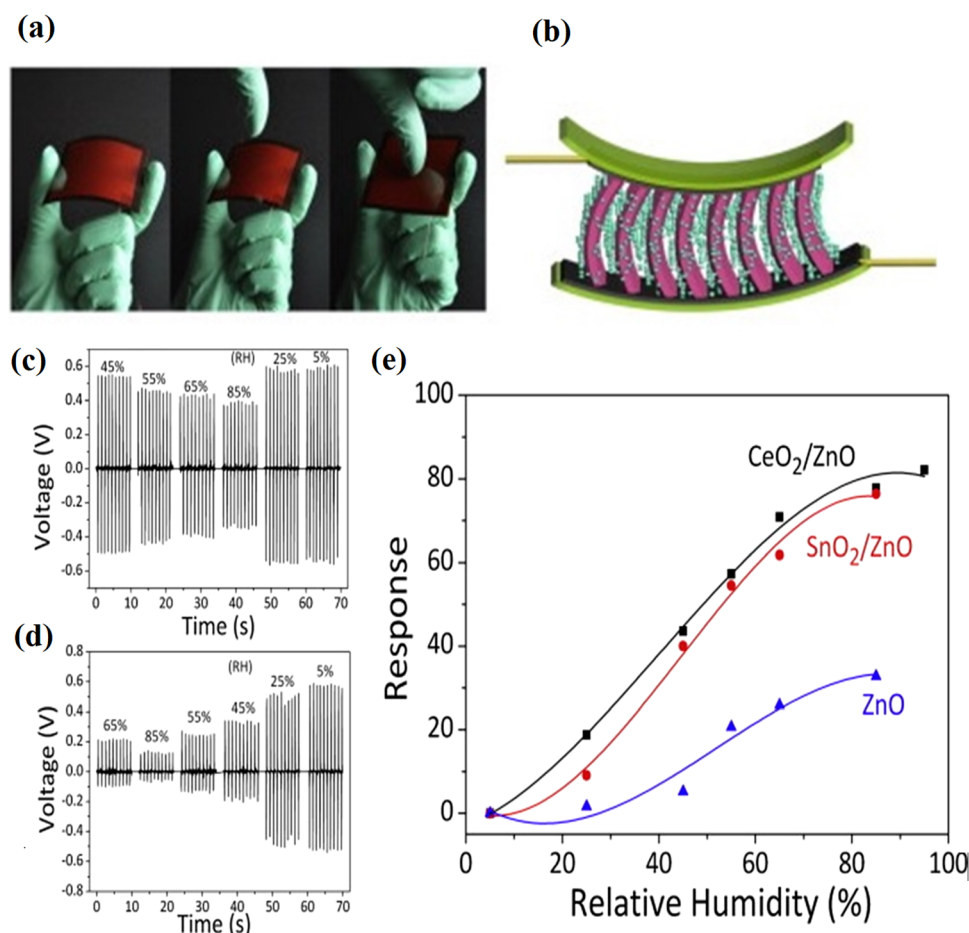 (a)
(b)
(c)
Voltage (V)
0.6
0.4
0.2
0.0
-0.2
-0.4
-0.6
45%
55%
65%
(RH)
85%
25%
5%
0 10 20 30 40 50 60 70
Time (s)
(d)
Voltage (V)
0.8
0.6
0.4
0.2
0.0
-0.2
-0.4
-0.6
-0.8
65%
85%
55%
(RH)
45%
25%
5%
0 10 20 30 40 50 60 70
Time (s)
(e)
Response
100
80
60
40
20
0
CeO₂/ZnO
SnO₂/ZnO
ZnO
0 20 40 60 80 100
Relative Humidity (%)